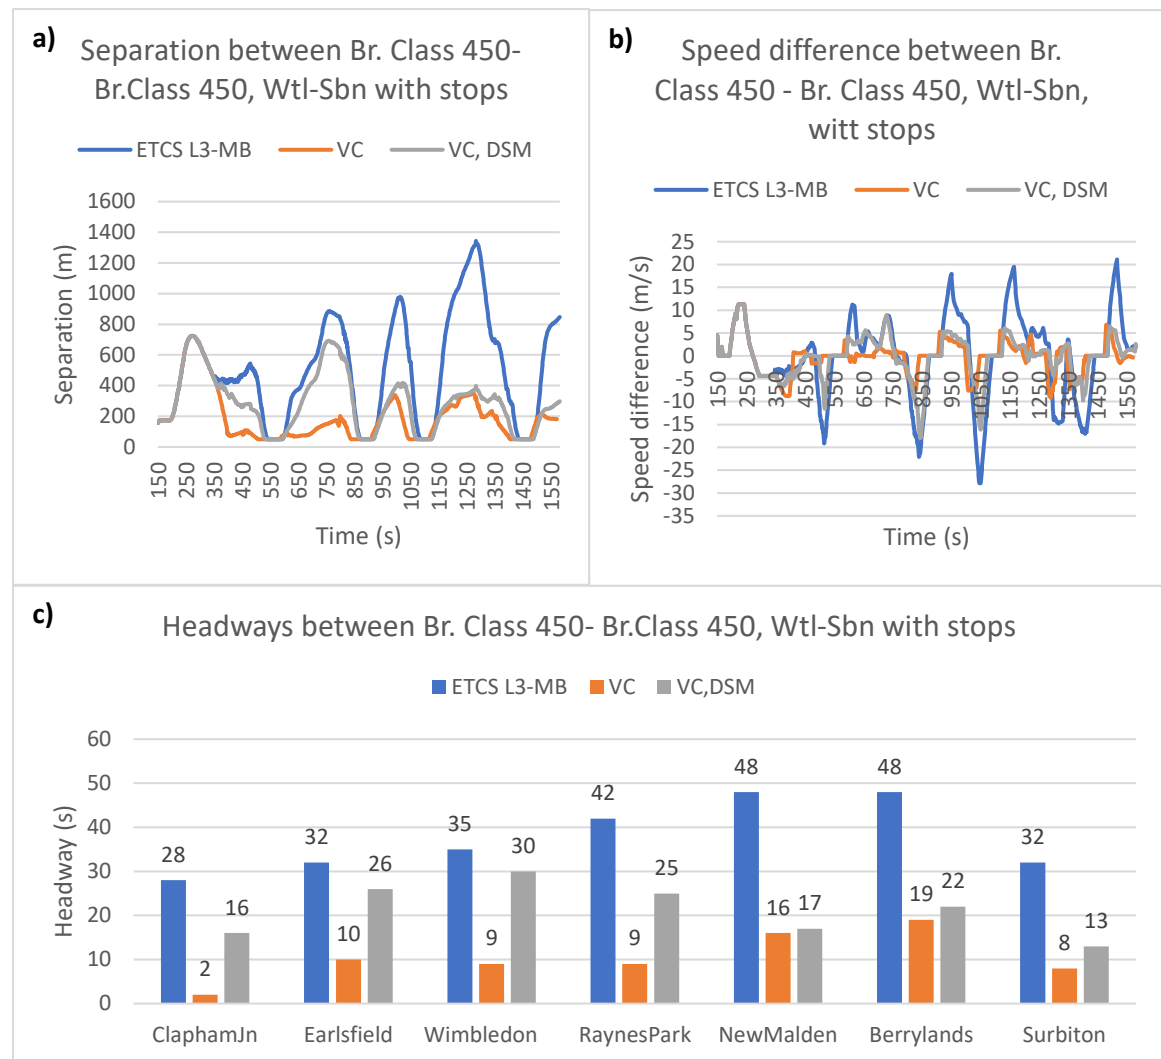 a)
Separation between Br. Class 450-
Br.Class 450, Wtl-Sbn with stops
ETCS L3-MB VC VC, DSM
1600
1400
1200
1000
800
600
400
200
0
Separation (m)
150 250 350 450 550 650 750 850 950 1050 1150 1250 1350 1450 1550
Time (s)
b)
Speed difference between Br.
Class 450 - Br. Class 450, Wtl-Sbn,
witt stops
ETCS L3-MB VC VC, DSM
25
20
15
10
5
0
-5
-10
-15
-20
-25
-30
-35
Speed difference (m/s)
150 250 350 450 550 650 750 850 950 1050 1150 1250 1350 1450 1550
Time (s)
c)
Headways between Br. Class 450- Br.Class 450, Wtl-Sbn with stops
ETCS L3-MB VC VC,DSM
60
50
40
30
20
10
0
Headway (s)
28 2 16
32 10 26
35 9 30
42 9 25
48 16 17
48 19 22
32 8 13
ClaphamJn Earlsfield Wimbledon RaynesPark NewMalden Berrylands Surbiton